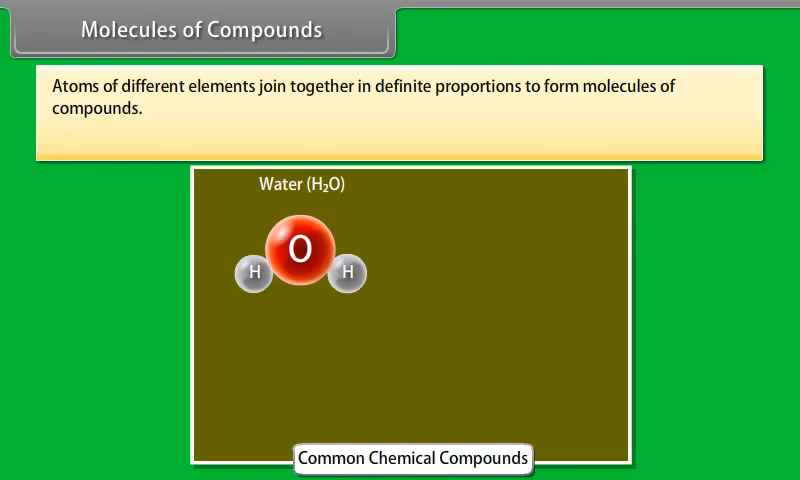 Molecules of Compounds
Atoms of different elements join together in definite proportions to form molecules of
compounds.
Water (H₂O)
O
H H
Common Chemical Compounds